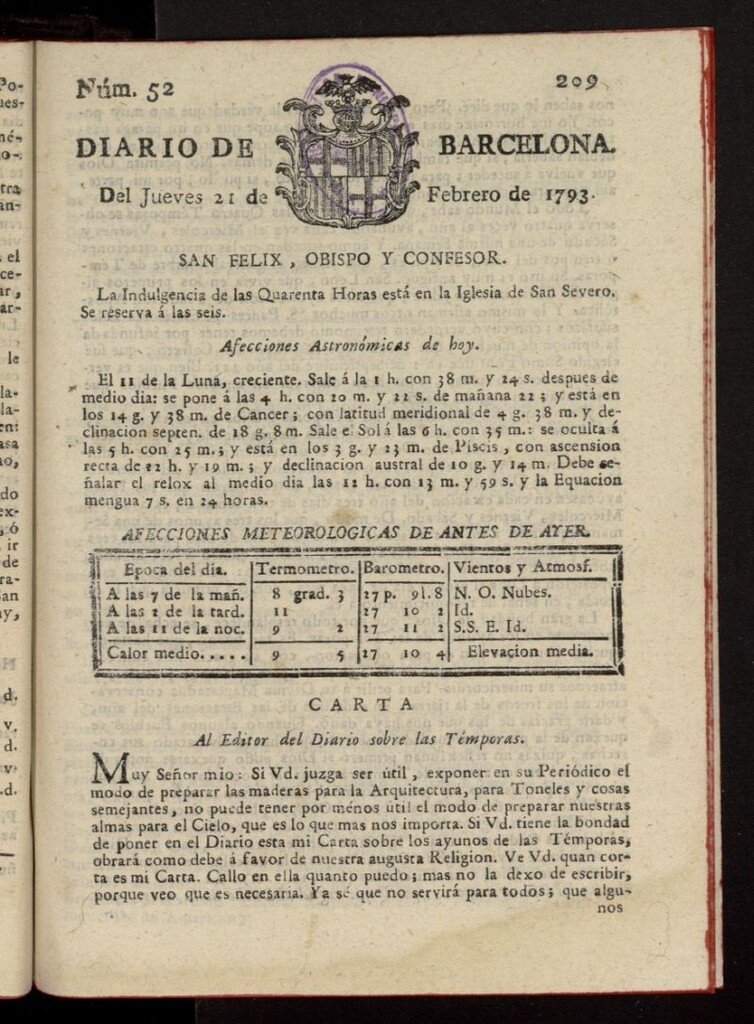 Núm. 52
209
DIARIO DE BARCELONA.
Del Jueves 21 de Febrero de 1793.
SAN FELIX, OBISPO Y CONFESOR.
La Indulgencia de las Quarenta Horas está en la Iglesia de San Severo.
Se reserva á las seis.
Afecciones Astronómicas de hoy.
El 11 de la Luna, creciente. Sale á la 1 h. con 38 m. y 24 s. despues de
medio dia: se pone á las 4 h. con 20 m. y 22 s. de mañana 22; y está en
los 14 g. y 38 m. de Cancer; con latitud meridional de 4 g. 38 m. y de-
clinacion septen. de 18 g. 8 m. Sale el Sol á las 6 h. con 35 m.: se oculta á
las 5 h. con 25 m.; y está en los 3 g. y 23 m. de Piscis, con ascension
recta de 22 h. y 19 m.; y declinacion austral de 10 g. y 14 m. Debe se-
ñalar el relox al medio dia las 12 h. con 13 m. y 59 s. y la Equacion
mengua 7 s. en 24 horas.
AFECCIONES METEOROLOGICAS DE ANTES DE AYER.
Epoca del dia. Termometro. Barometro. Vientos y Atmosf.
A las 7 de la mañ. 8 grad. 3 27 p. 9 l. 8 N. O. Nubes.
A las 2 de la tard. 11 27 10 2 Id.
A las 11 de la noc. 9 2 27 11 2 S.S. E. Id.
Calor medio..... 9 5 27 10 4 Elevacion media.
CARTA
Al Editor del Diario sobre las Témporas.
Muy Señor mio: Si Vd. juzga ser útil, exponer en su Periódico el
modo de preparar las maderas para la Arquitectura, para Toneles y cosas
semejantes, no puede tener por ménos útil el modo de preparar nuestras
almas para el Cielo, que es lo que mas nos importa. Si Vd. tiene la bondad
de poner en el Diario esta mi Carta sobre los ayunos de las Témporas,
obrará como debe á favor de nuestra augusta Religion. Ve Vd. quan cor-
ta es mi Carta. Callo en ella quanto puedo; mas no la dexo de escribir,
porque veo que es necesaria. Ya sé que no servirá para todos; que algu-
nos